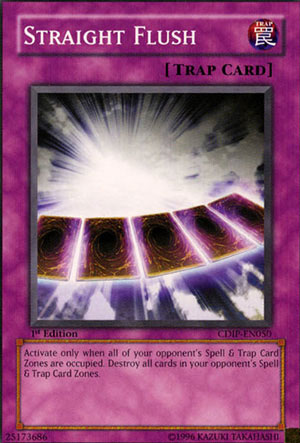 STRAIGHT FLUSH
TRAP
罠
[TRAP CARD]
1st Edition
CDIP-EN050
Activate only when all of your opponent's Spell & Trap Card
Zones are occupied. Destroy all cards in your opponent's Spell
& Trap Card Zones.
25173686
©1996 KAZUKI TAKAHASHI